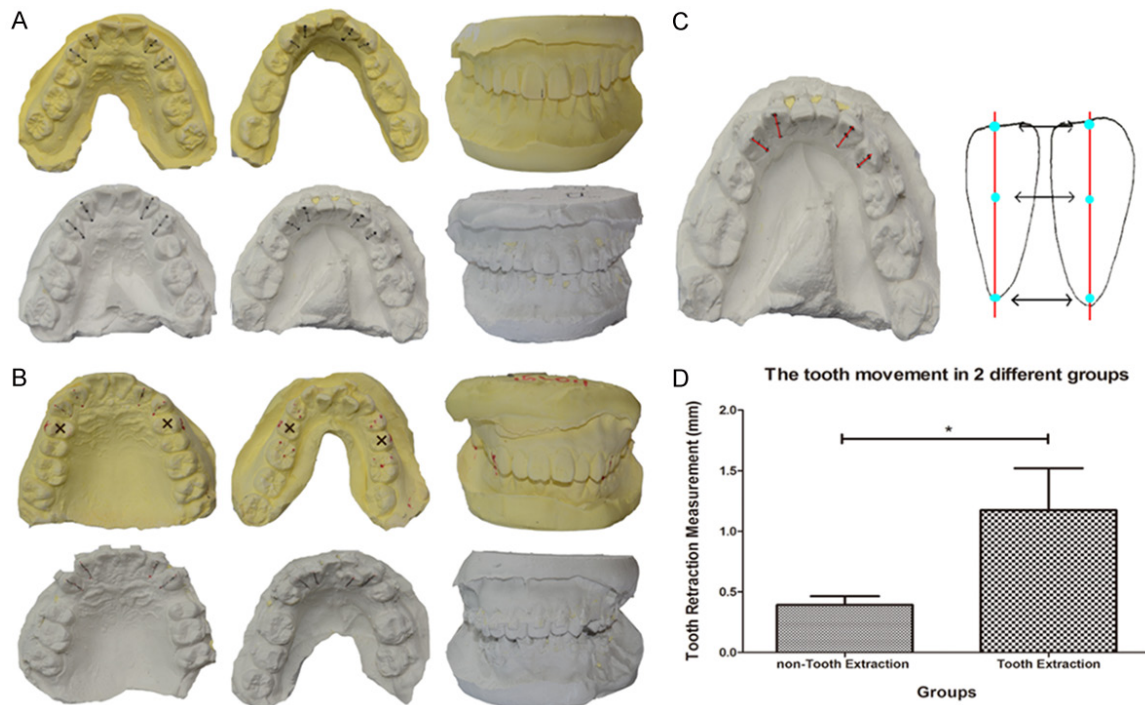 A
B
C
D
The tooth movement in 2 different groups
Tooth Retraction Measurement (mm)
2.0
1.5
1.0
0.5
0.0
*
non-Tooth Extraction
Tooth Extraction
Groups